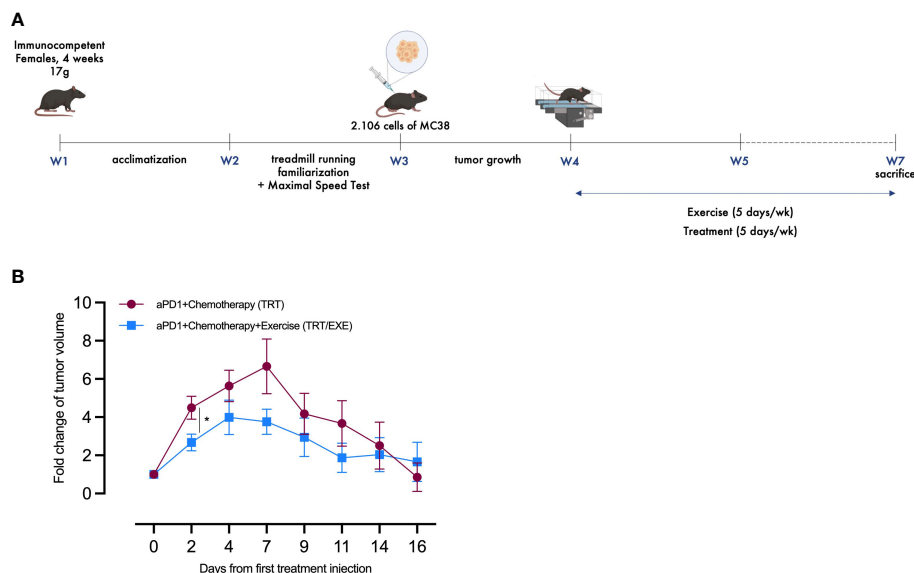 A
Immunocompetent
Females, 4 weeks
17g
2.106 cells of MC38
W1
acclimatization
W2
treadmill running
familiarization
+ Maximal Speed Test
W3
tumor growth
W4
W5
W7
sacrifice
Exercise (5 days/wk)
Treatment (5 days/wk)
B
Fold change of tumor volume
10
8
6
4
2
0
aPD1+Chemotherapy (TRT)
aPD1+Chemotherapy+Exercise (TRT/EXE)
*
0 2 4 7 9 11 14 16
Days from first treatment injection